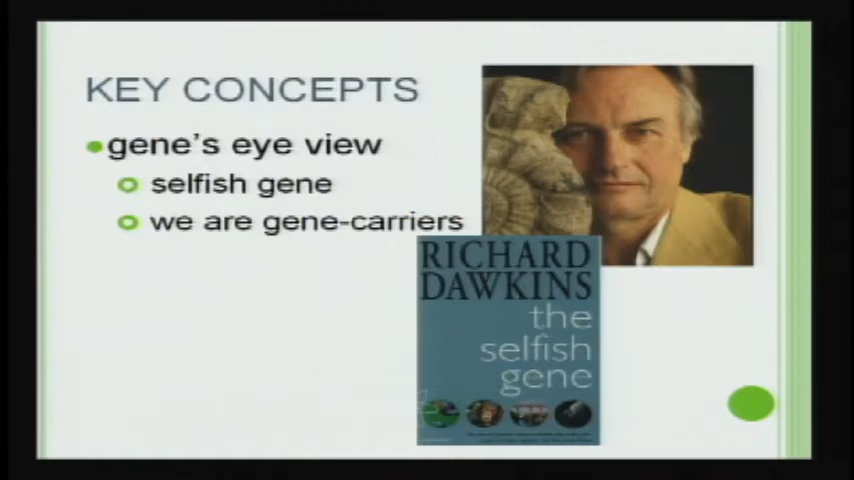 KEY CONCEPTS
gene's eye view
selfish gene
we are gene-carriers
RICHARD
DAWKINS
the
selfish
gene